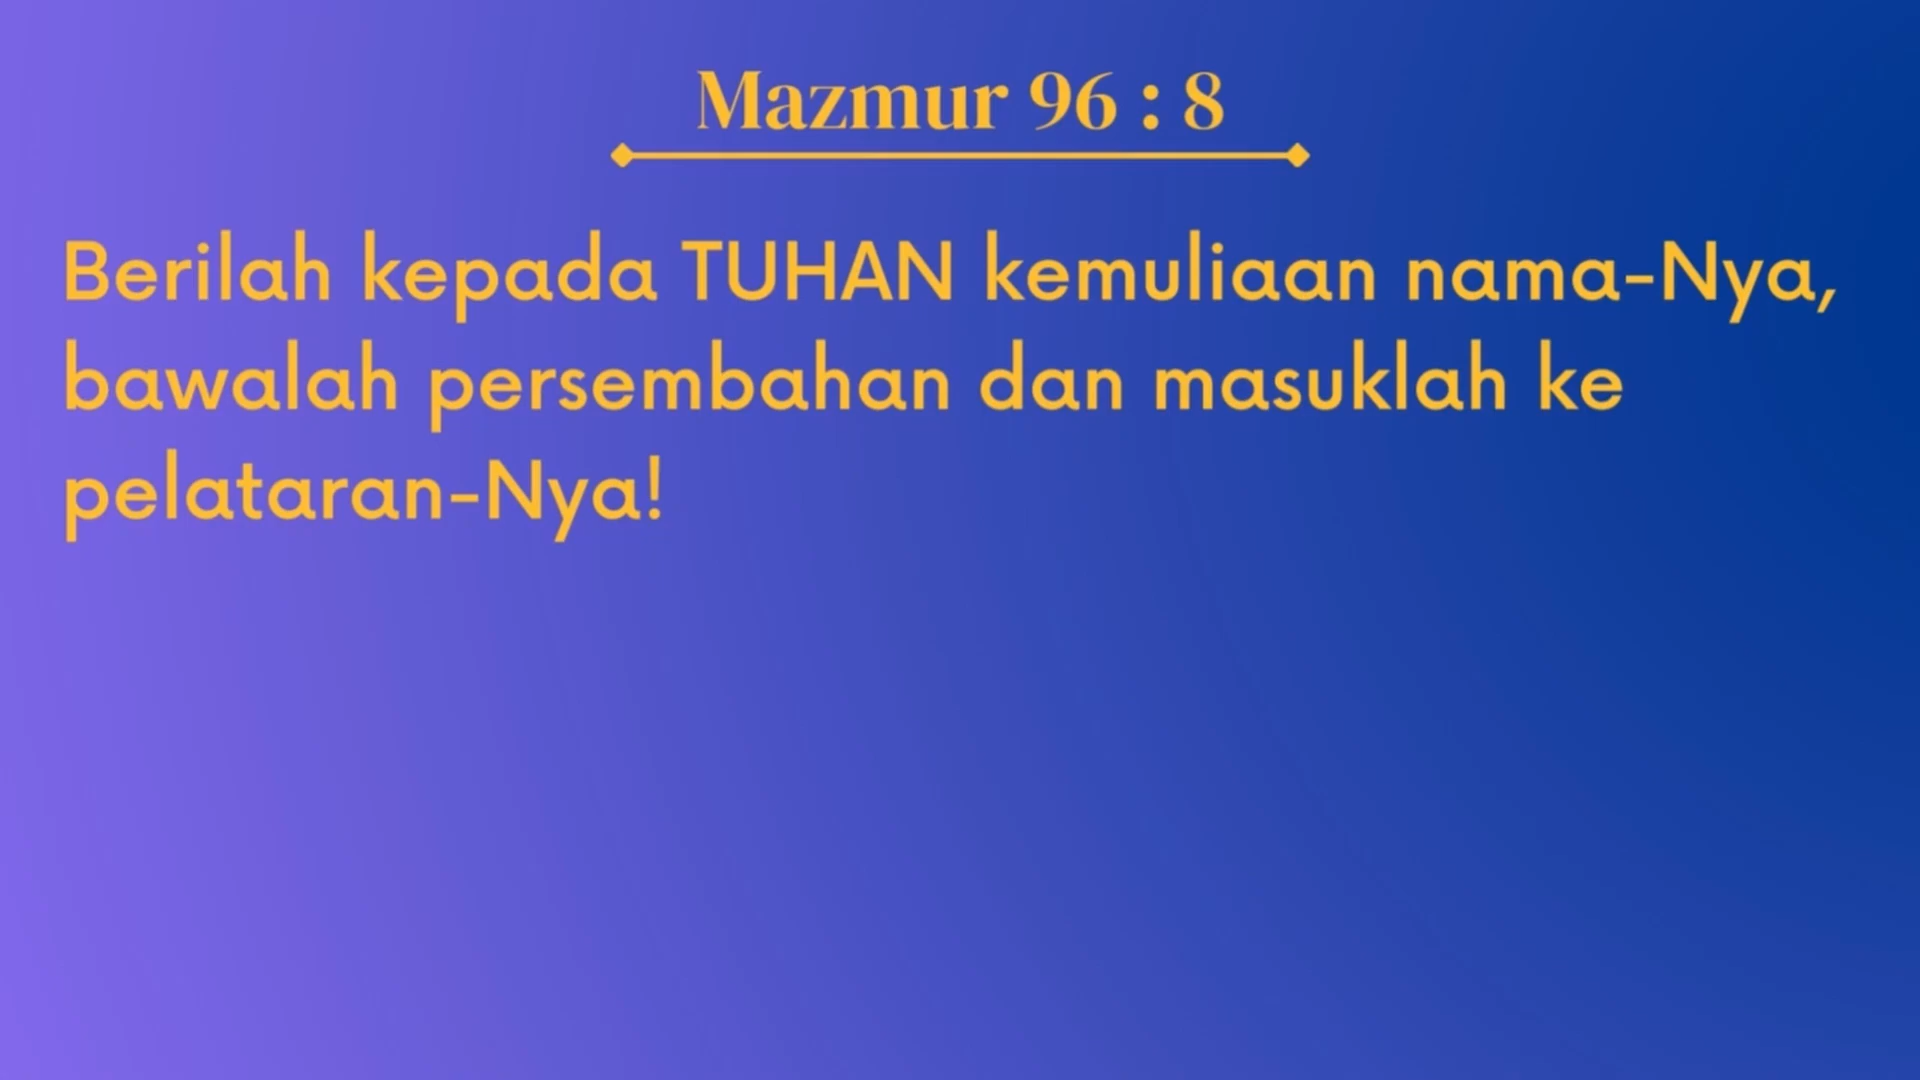 Mazmur 96 : 8
Berilah kepada TUHAN kemuliaan nama-Nya,
bawalah persembahan dan masuklah ke
pelataran-Nya!